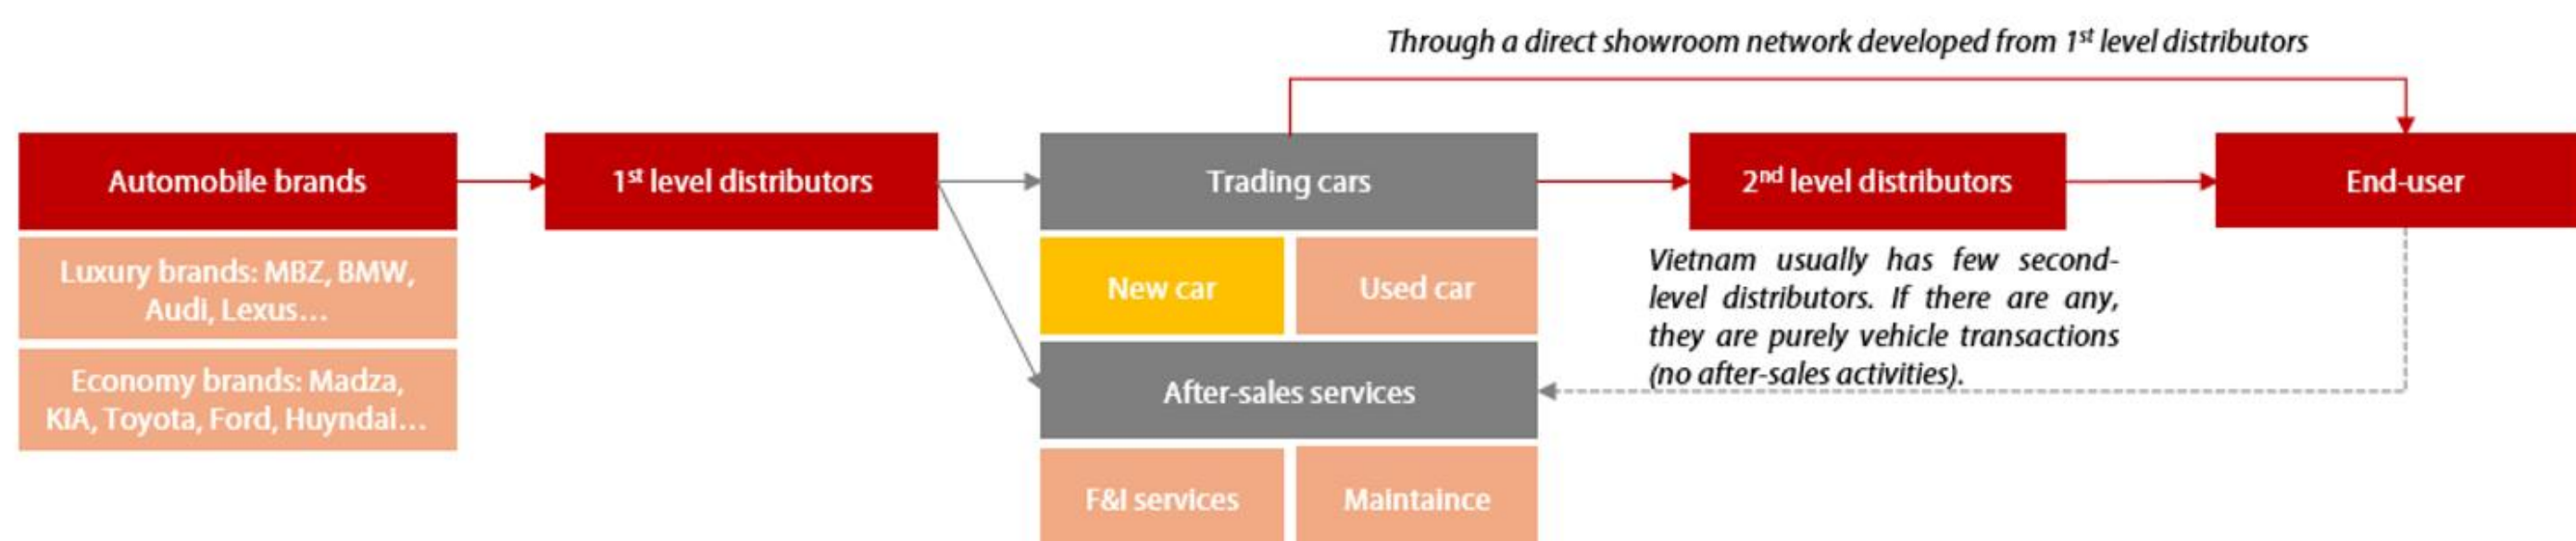 Through a direct showroom network developed from 1st level distributors
Automobile brands
1st level distributors
Trading cars
2nd level distributors
End-user
Luxury brands: MBZ, BMW,
Audi, Lexus...
Economy brands: Madza,
KIA, Toyota, Ford, Huyndai...
New car
Used car
After-sales services
F&I services
Maintaince
Vietnam usually has few second-
level distributors. If there are any,
they are purely vehicle transactions
(no after-sales activities).